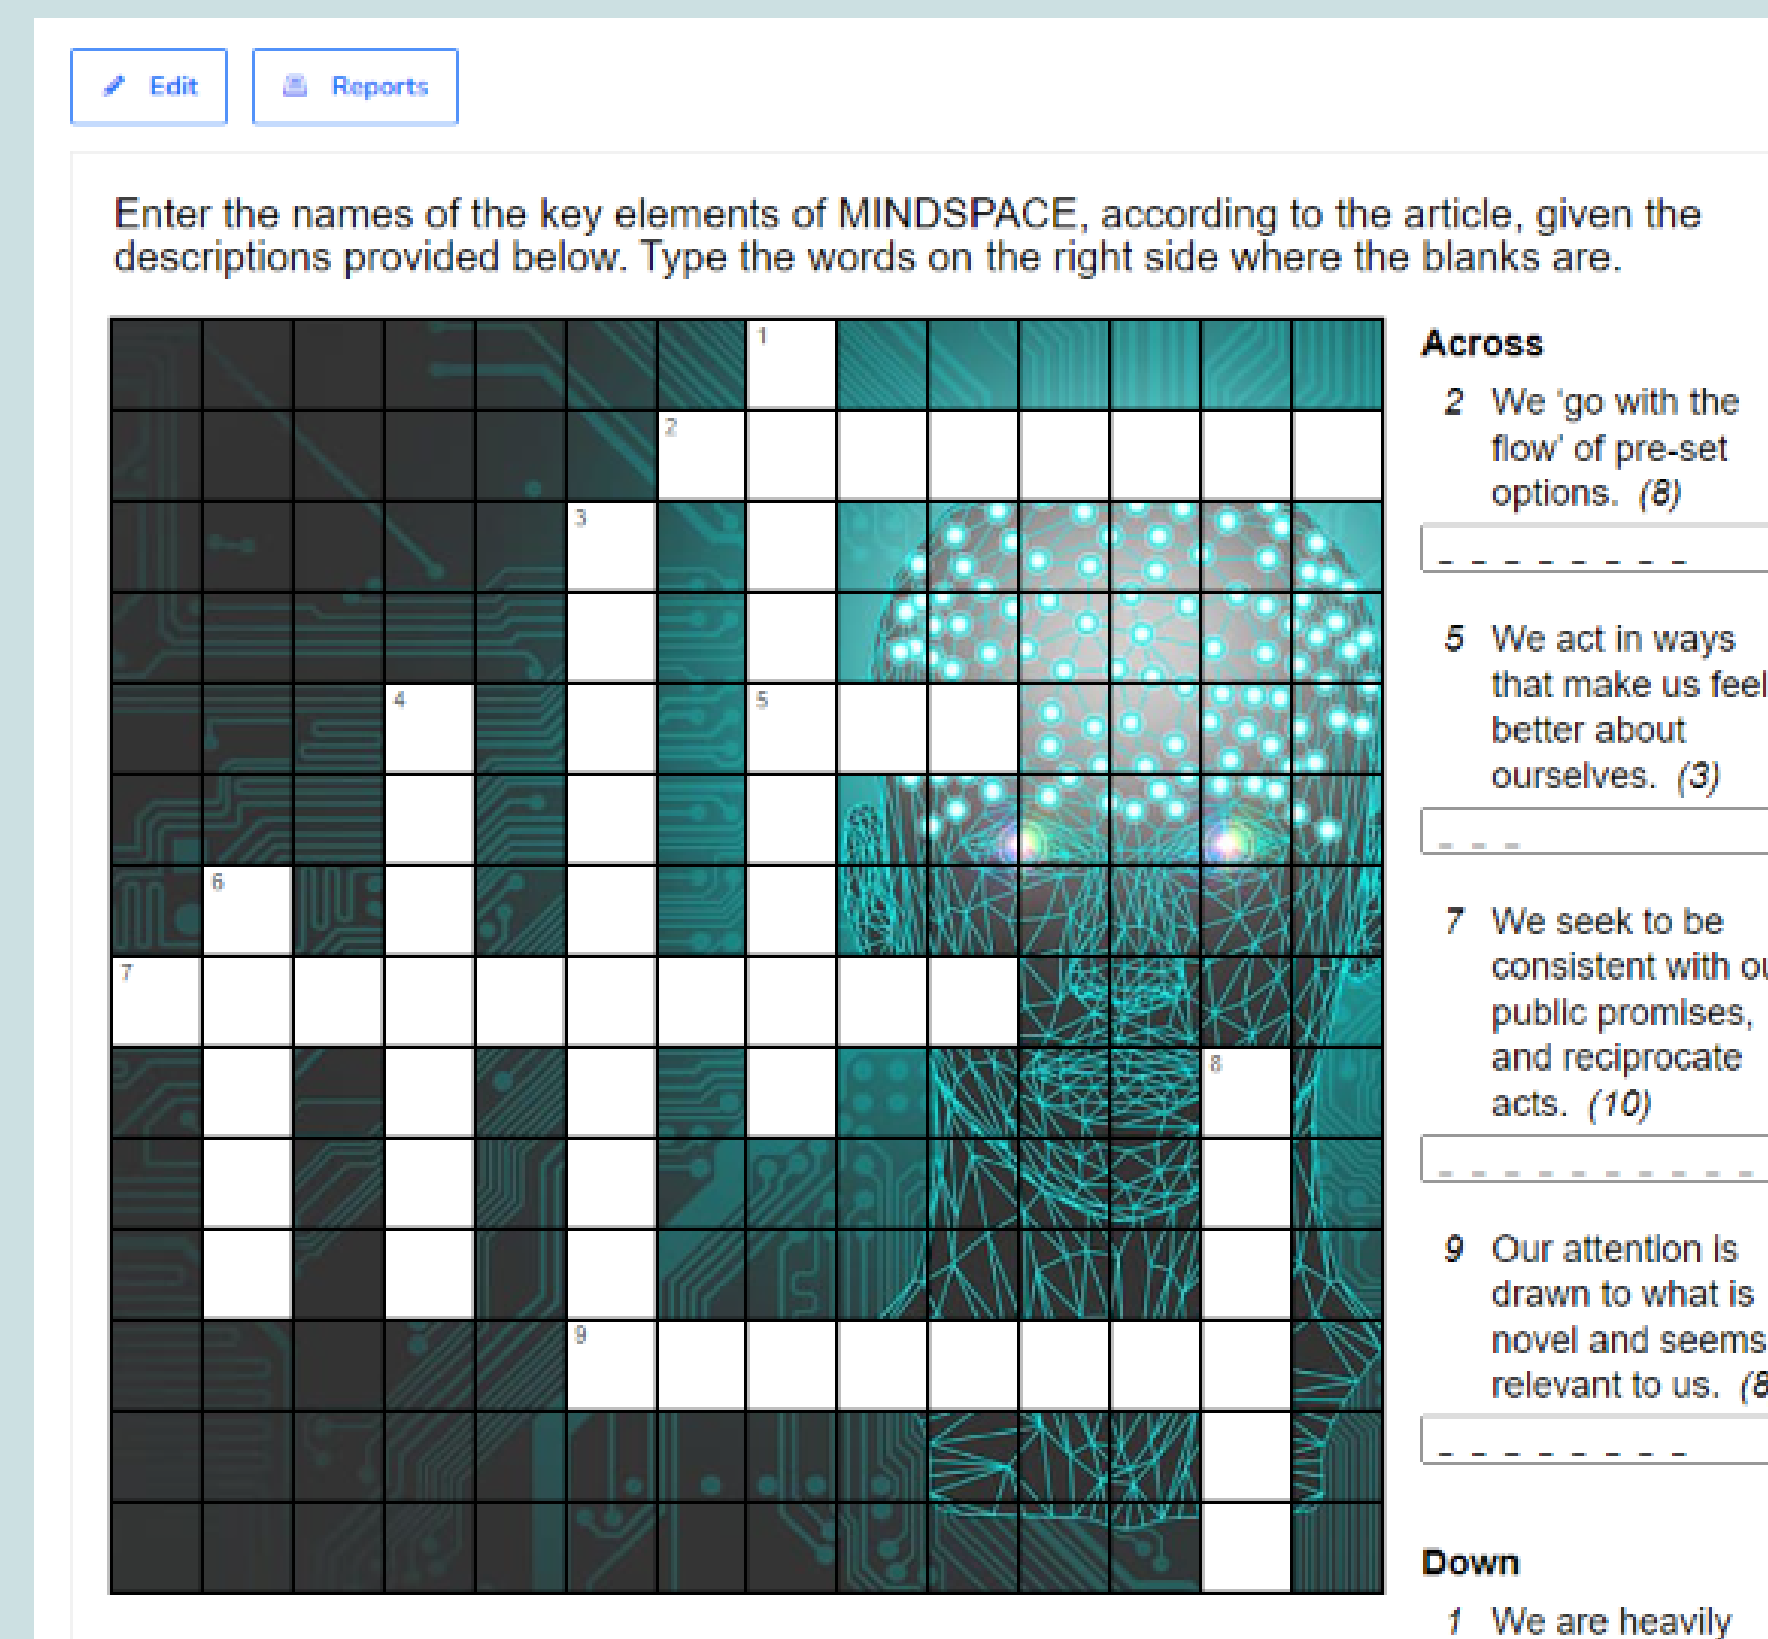 Edit
Reports
Enter the names of the key elements of MINDSPACE, according to the article, given the
descriptions provided below. Type the words on the right side where the blanks are.
1
2
3
4
5
6
7
8
9
Across
2 We ‘go with the
flow’ of pre-set
options. (8)
_ _ _ _ _ _ _ _
5 We act in ways
that make us feel
better about
ourselves. (3)
_ _ _
7 We seek to be
consistent with ou
public promises,
and reciprocate
acts. (10)
_ _ _ _ _ _ _ _ _ _
9 Our attention is
drawn to what is
novel and seems
relevant to us. (8
_ _ _ _ _ _ _ _
Down
1 We are heavily